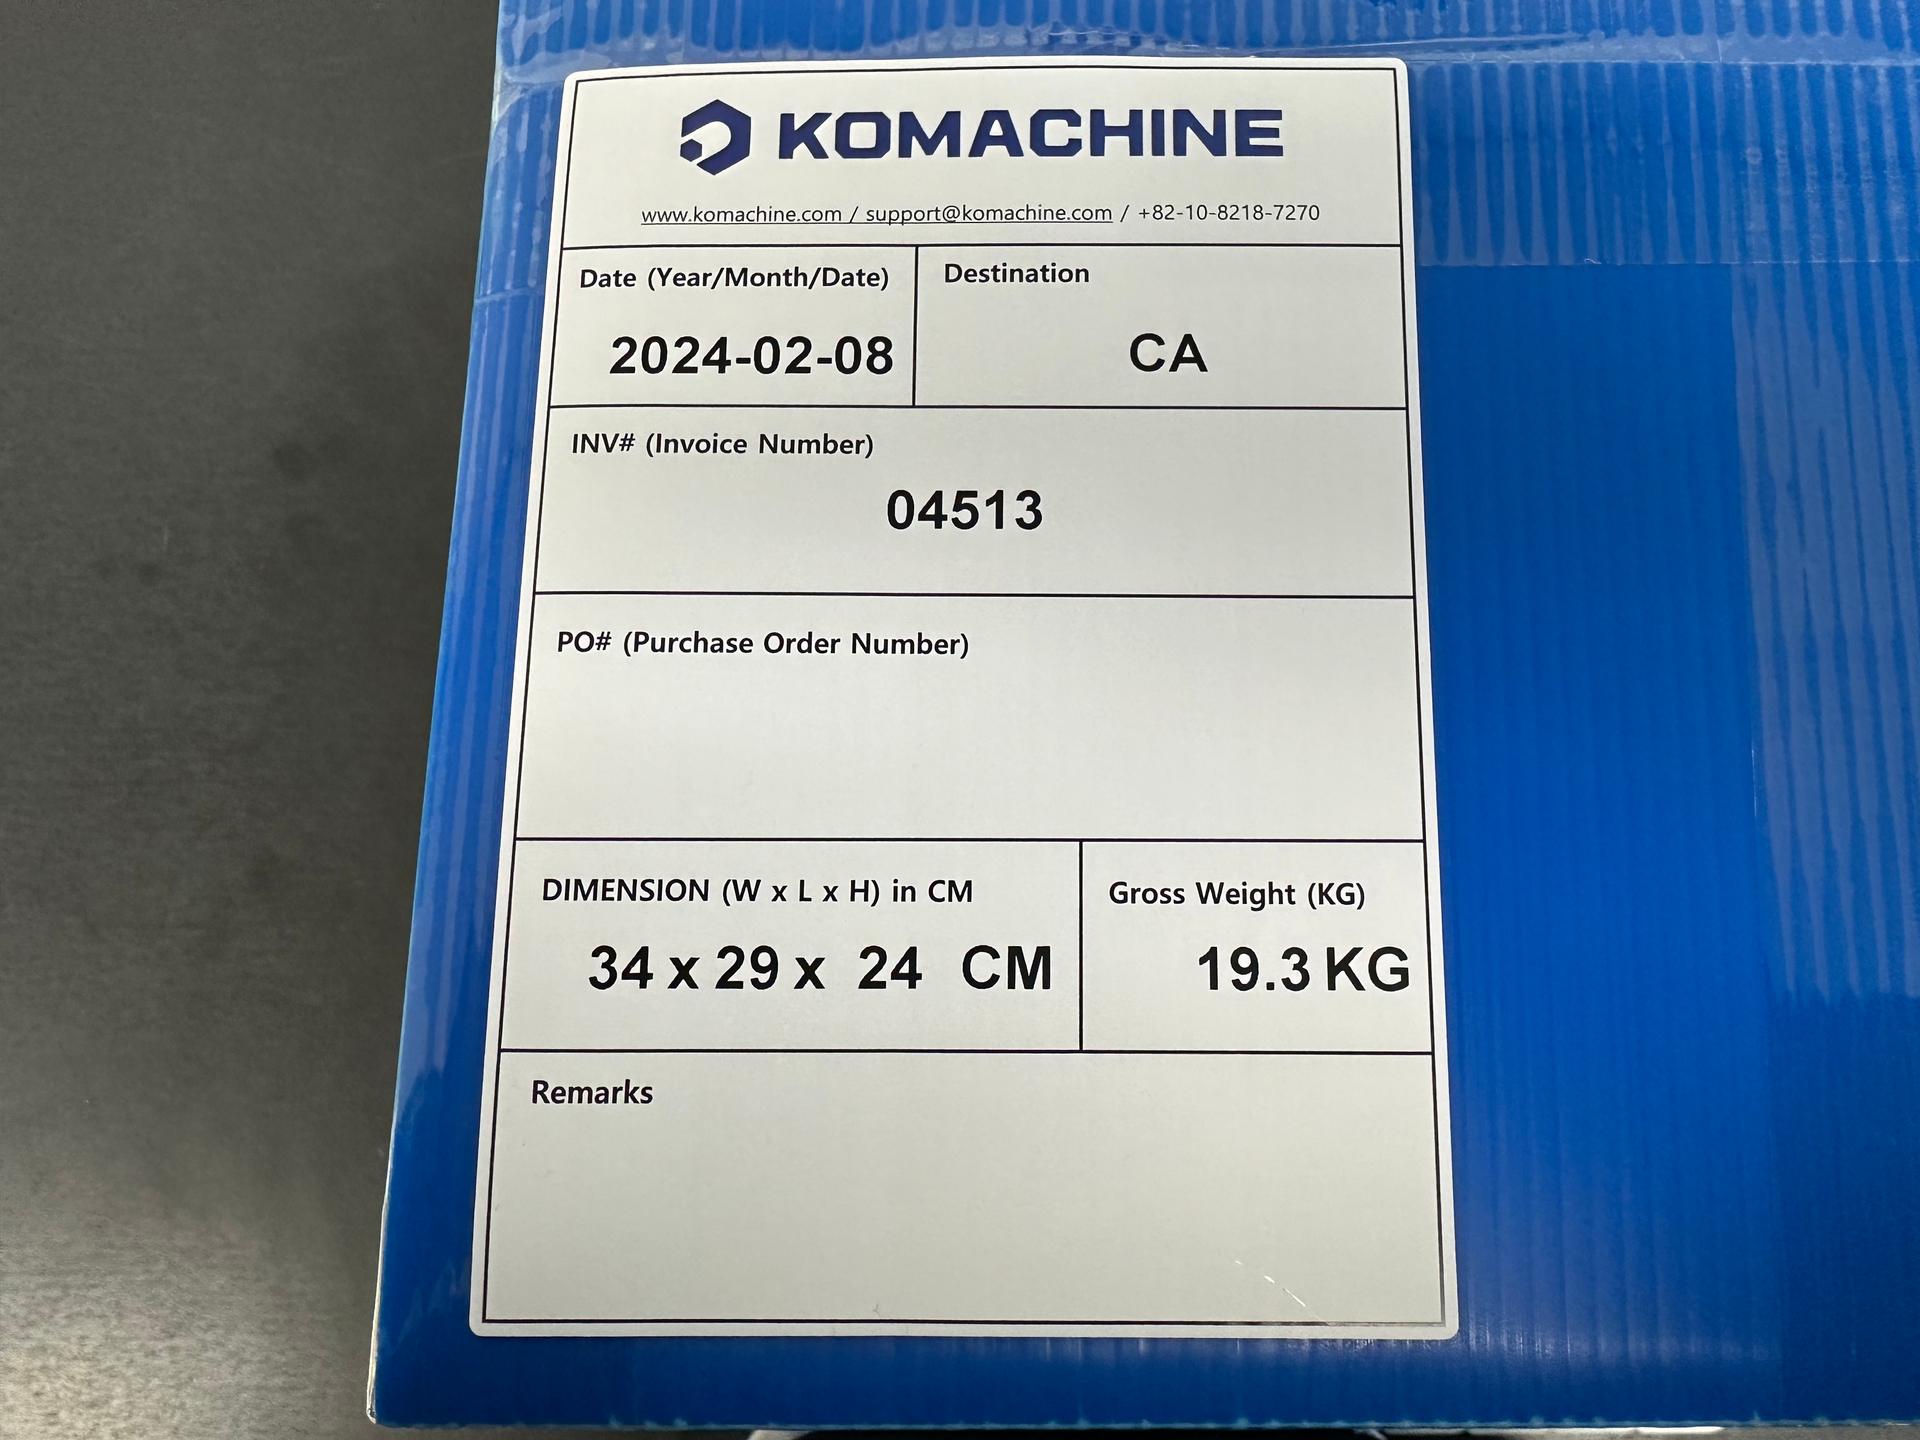 KOMACHINE
www.komachine.com / support@komachine.com / +82-10-8218-7270
Date (Year/Month/Date)
2024-02-08
Destination
CA
INV# (Invoice Number)
04513
PO# (Purchase Order Number)
DIMENSION (W x L x H) in CM
34 x 29 x 24 CM
Gross Weight (KG)
19.3 KG
Remarks